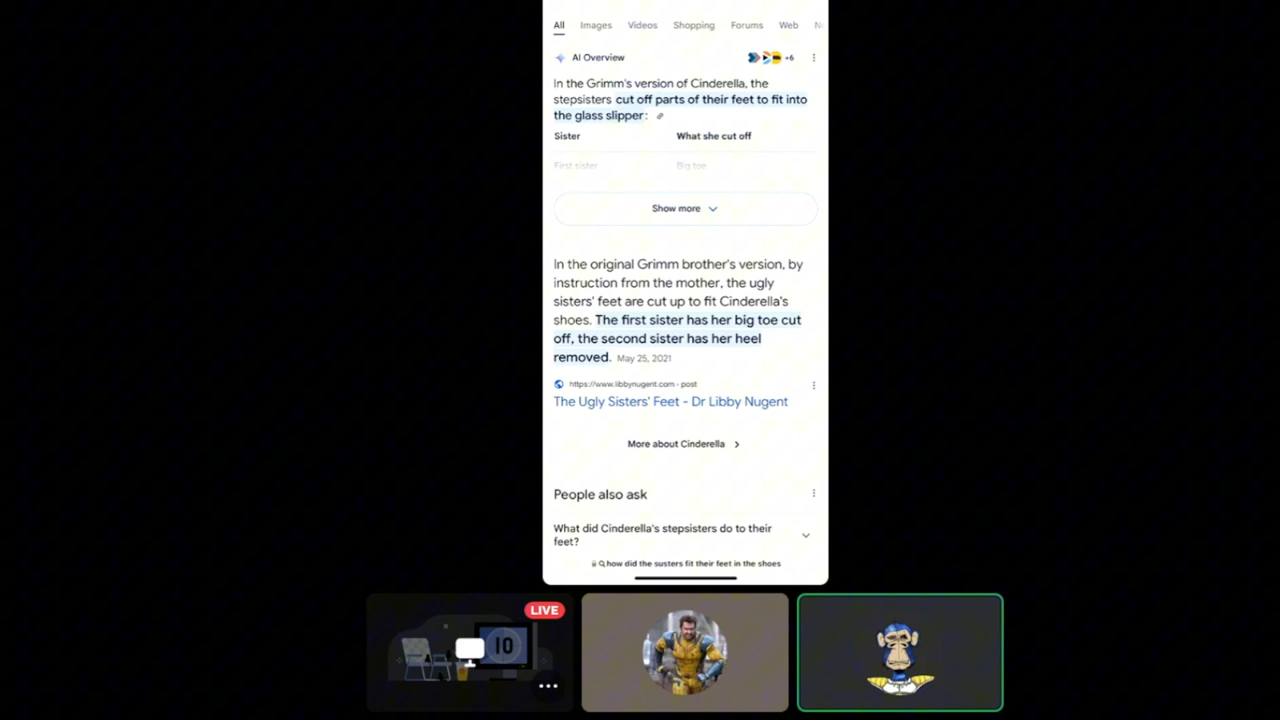 All Images Videos Shopping Forums Web
AI Overview +6
In the Grimm's version of Cinderella, the
stepsisters cut off parts of their feet to fit into
the glass slipper:
Sister What she cut off
First sister Big toe
Show more
In the original Grimm brother's version, by
instruction from the mother, the ugly
sisters' feet are cut up to fit Cinderella's
shoes. The first sister has her big toe cut
off, the second sister has her heel
removed. May 25, 2021
https://www.libbynugent.com › post
The Ugly Sisters' Feet - Dr Libby Nugent
More about Cinderella
People also ask
What did Cinderella's stepsisters do to their
feet?
how did the susters fit their feet in the shoes
LIVE
10